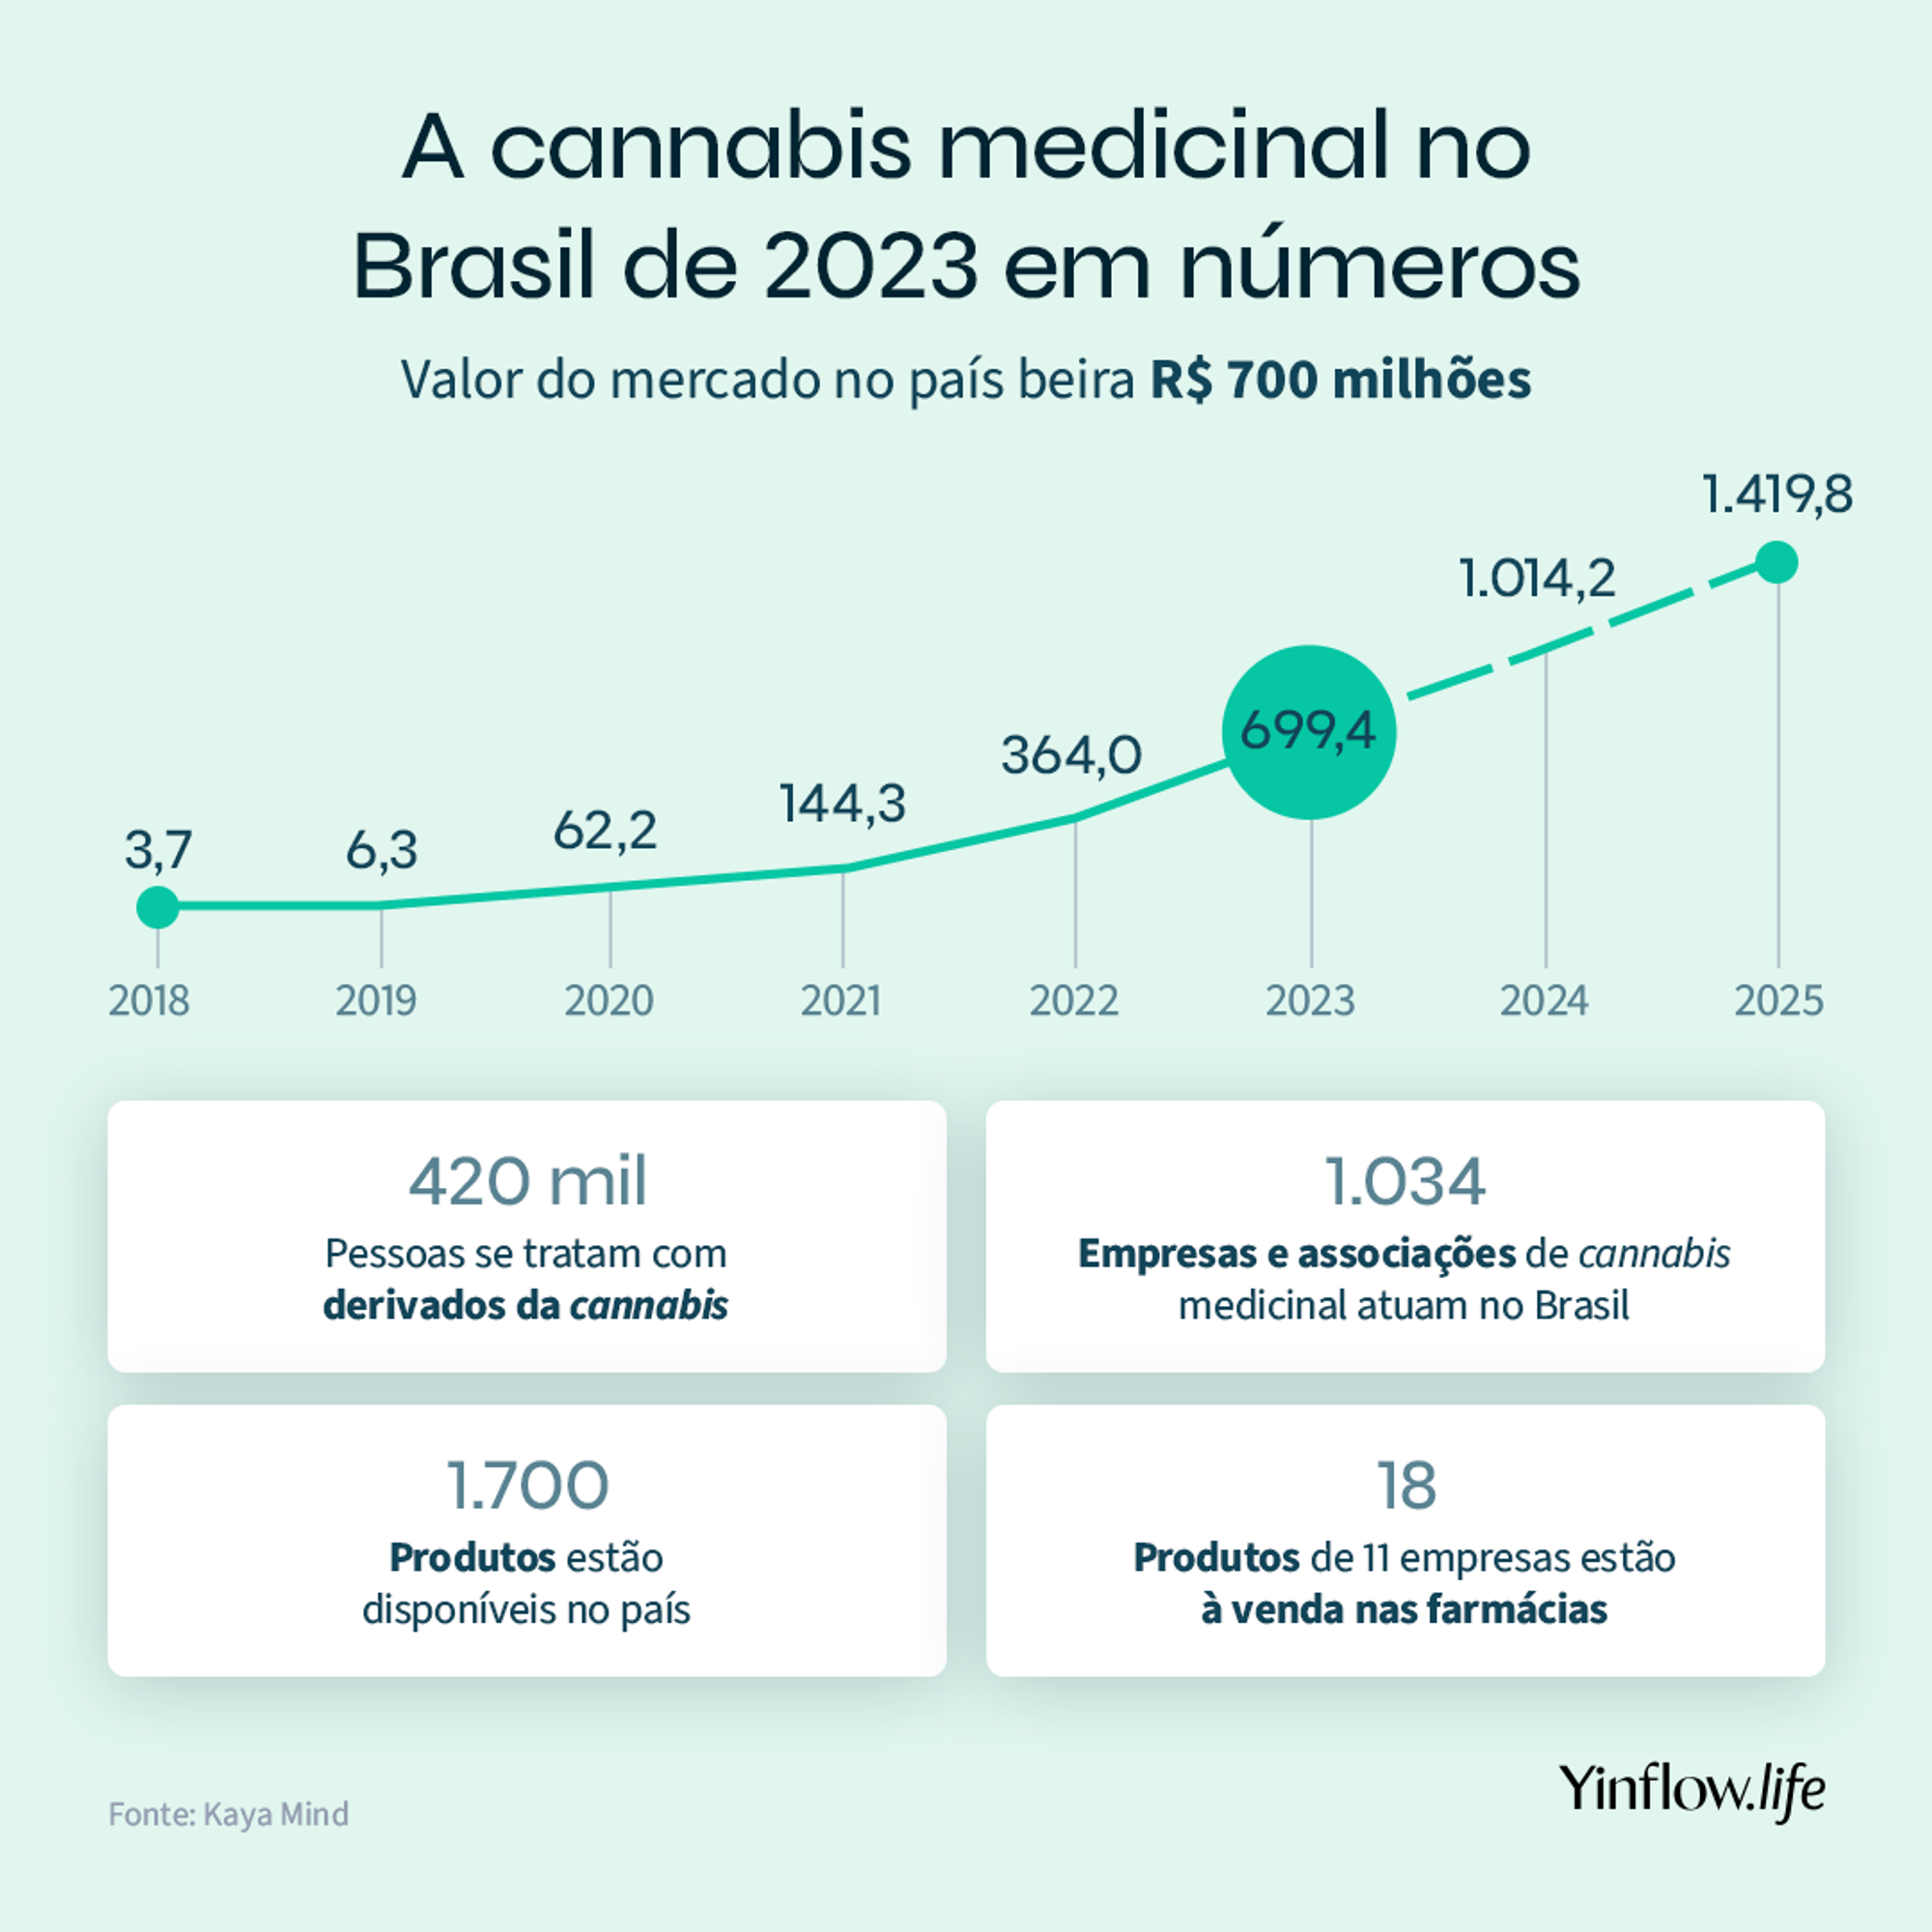 A cannabis medicinal no
Brasil de 2023 em números
Valor do mercado no país beira R$ 700 milhões
3,7
6,3
62,2
144,3
364,0
699,4
1.014,2
1.419,8
2018
2019
2020
2021
2022
2023
2024
2025
420 mil
Pessoas se tratam com
derivados da cannabis
1.034
Empresas e associações de cannabis
medicinal atuam no Brasil
1.700
Produtos estão
disponíveis no país
18
Produtos de 11 empresas estão
à venda nas farmácias
Fonte: Kaya Mind
Yinflow.life